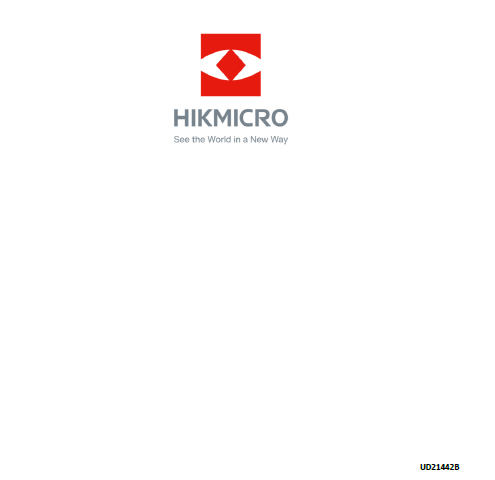 HIKMICRO
See the World in a New Way
UD21442B